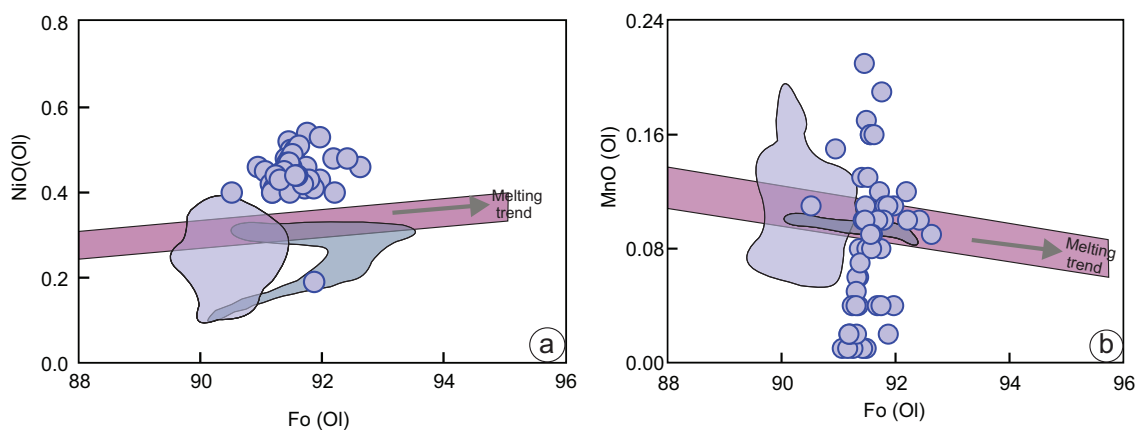 0.8
0.6
0.4
0.2
0.0
NiO(Ol)
88
90
92
94
96
Fo (Ol)
Melting
trend
a
0.24
0.16
0.08
0.00
MnO (Ol)
88
90
92
94
96
Fo (Ol)
Melting
trend
b